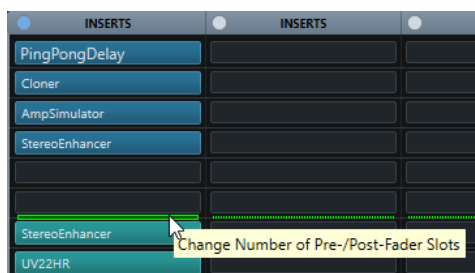 INSERTS INSERTS
PingPongDelay
Cloner
AmpSimulator
StereoEnhancer
StereoEnhancer
Change Number of Pre-/Post-Fader Slots
UV22HR